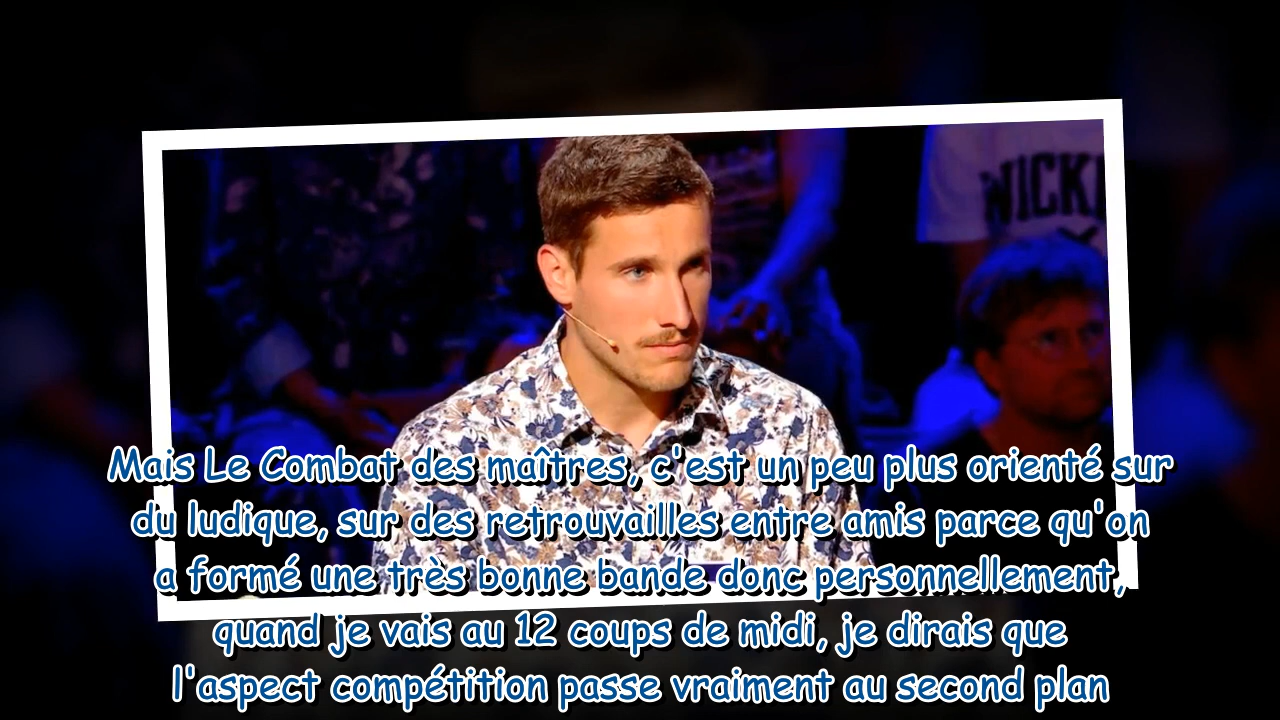 NICKI
Mais Le Combat des maîtres, c'est un peu plus orienté sur
du ludique, sur des retrouvailles entre amis parce qu'on
a formé une très bonne bande donc personnellement,
quand je vais au 12 coups de midi, je dirais que
l'aspect compétition passe vraiment au second plan